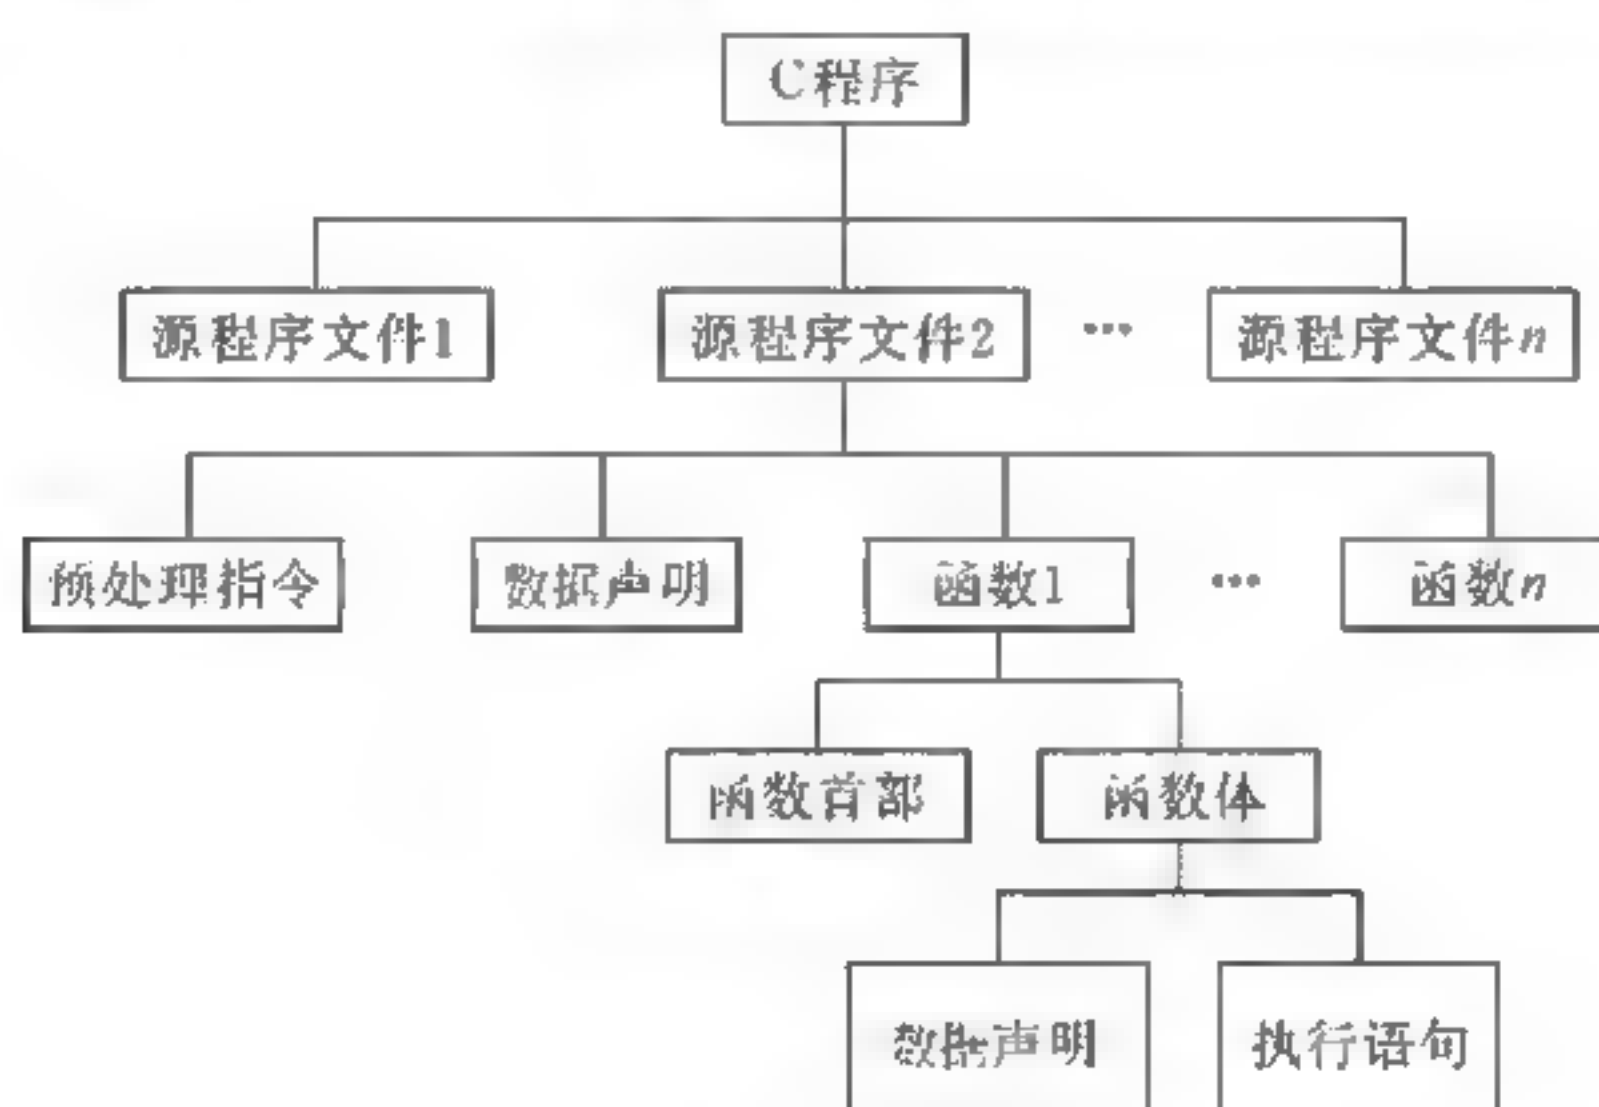 C程序
源程序文件1 源程序文件2 … 源程序文件n
预处理指令 数据声明 函数1 … 函数n
函数首部 函数体
数据声明 执行语句